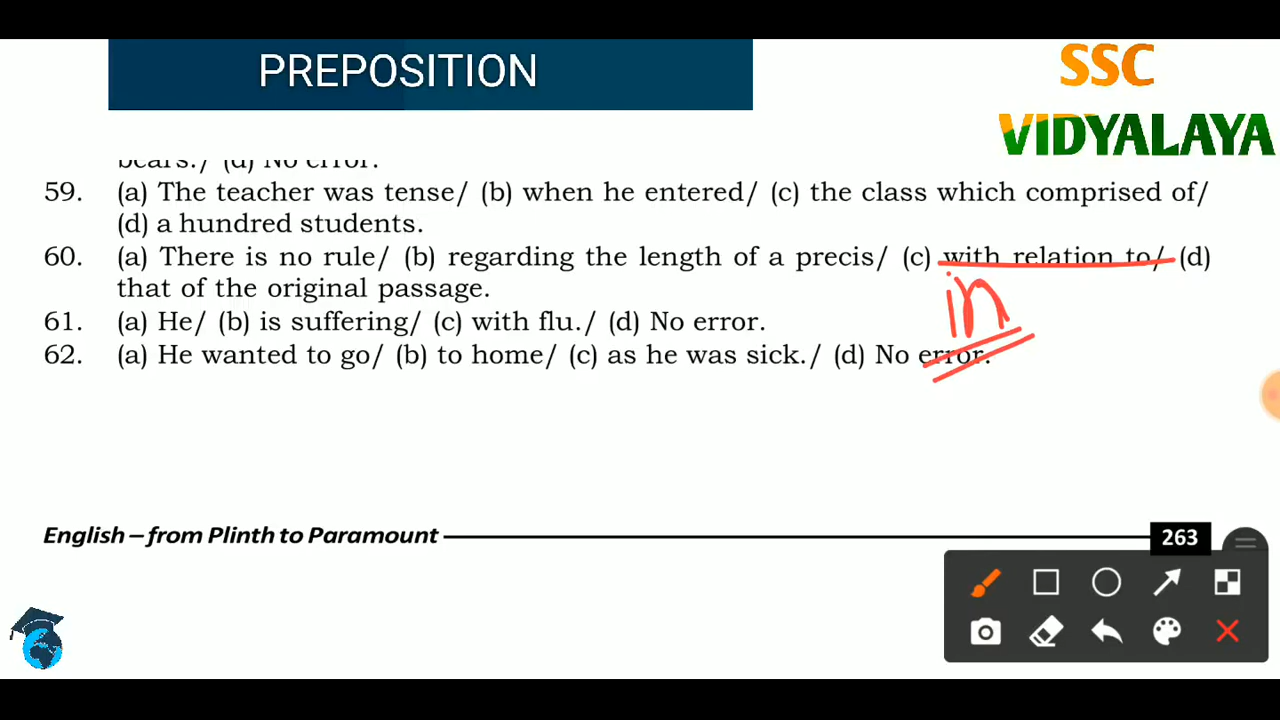 PREPOSITION
SSC
VIDYALAYA
bears./ (d) No error.
59. (a) The teacher was tense/ (b) when he entered/ (c) the class which comprised of/
(d) a hundred students.
60. (a) There is no rule/ (b) regarding the length of a precis/ (c) with relation to/ (d)
that of the original passage.
in
61. (a) He/ (b) is suffering/ (c) with flu./ (d) No error.
62. (a) He wanted to go/ (b) to home/ (c) as he was sick./ (d) No error.
English – from Plinth to Paramount
263